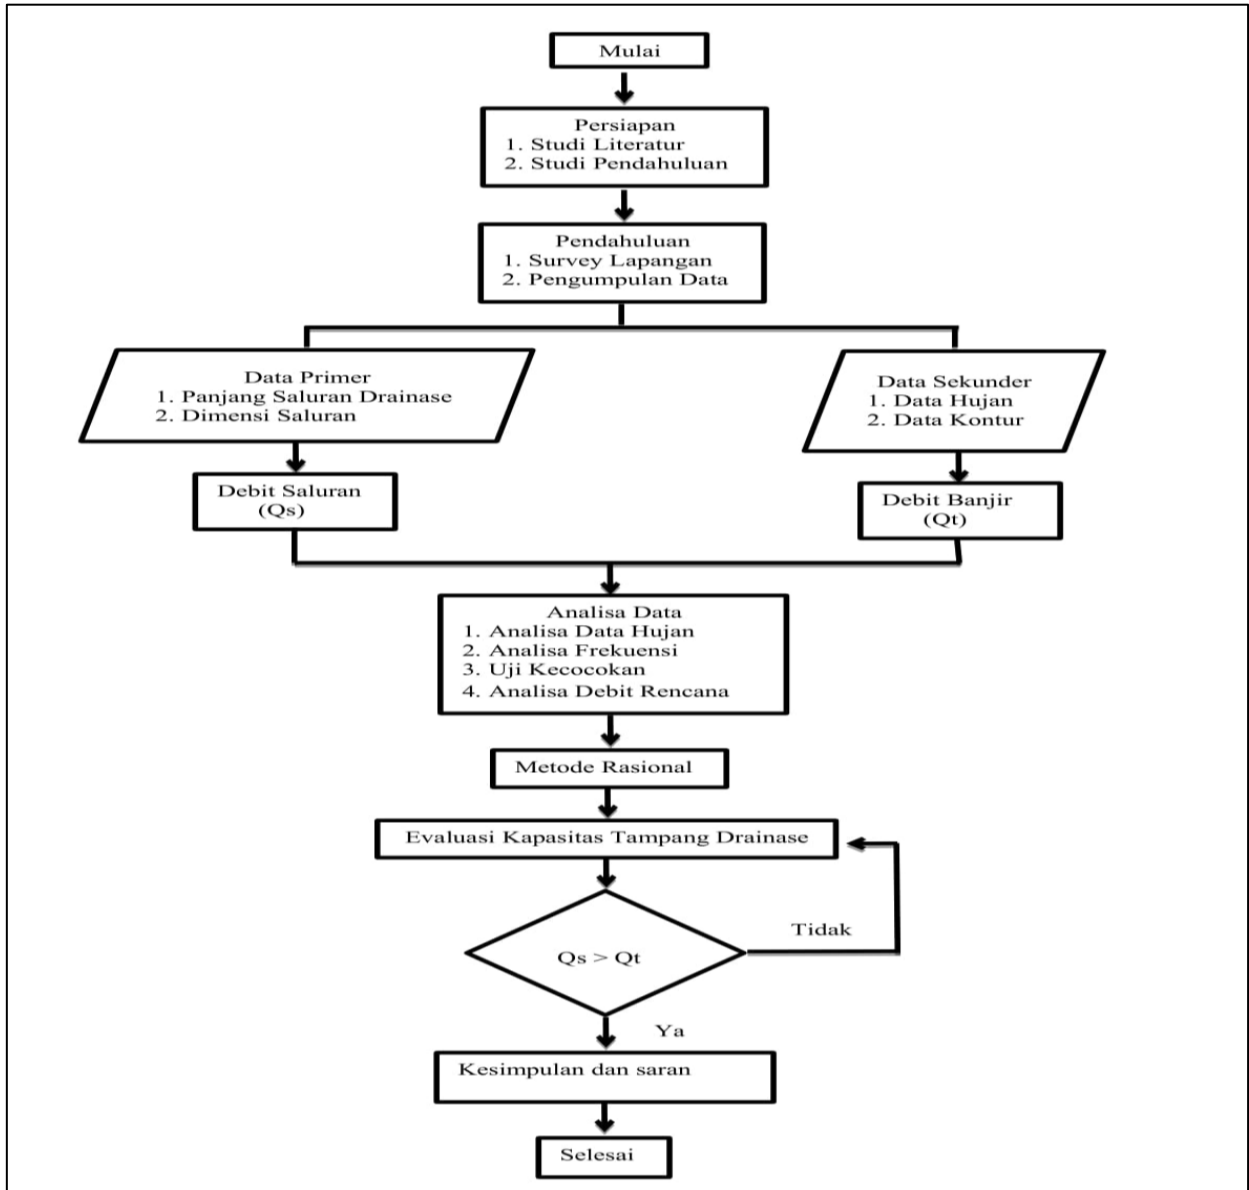 Mulai
Persiapan
1. Studi Literatur
2. Studi Pendahuluan
Pendahuluan
1. Survey Lapangan
2. Pengumpulan Data
Data Primer
1. Panjang Saluran Drainase
2. Dimensi Saluran
Data Sekunder
1. Data Hujan
2. Data Kontur
Debit Saluran
(Qs)
Debit Banjir
(Qt)
Analisa Data
1. Analisa Data Hujan
2. Analisa Frekuensi
3. Uji Kecocokan
4. Analisa Debit Rencana
Metode Rasional
Evaluasi Kapasitas Tampang Drainase
Tidak
Qs > Qt
Ya
Kesimpulan dan saran
Selesai